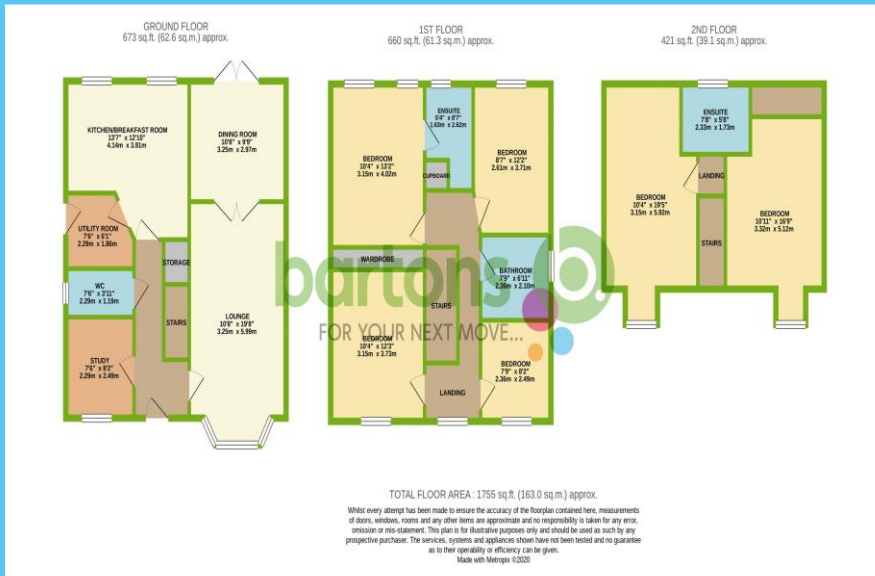 GROUND FLOOR
673 sq.ft. (62.6 sq.m.) approx.
KITCHEN/BREAKFAST ROOM
13'7" x 12'10"
4.14m x 3.91m
DINING ROOM
10'8" x 9'9"
3.25m x 2.97m
UTILITY ROOM
7'6" x 6'1"
2.29m x 1.86m
STORAGE
WC
7'6" x 3'11"
2.29m x 1.19m
STAIRS
LOUNGE
10'8" x 19'8"
3.25m x 5.99m
STUDY
7'6" x 8'2"
2.29m x 2.49m
1ST FLOOR
660 sq.ft. (61.3 sq.m.) approx.
ENSUITE
5'4" x 8'7"
1.63m x 2.62m
BEDROOM
10'4" x 13'2"
3.15m x 4.02m
BEDROOM
8'7" x 12'2"
2.61m x 3.71m
CUPBOARD
WARDROBE
BATHROOM
7'9" x 6'11"
2.36m x 2.10m
STAIRS
BEDROOM
10'4" x 12'3"
3.15m x 3.73m
BEDROOM
7'9" x 8'2"
2.36m x 2.49m
LANDING
2ND FLOOR
421 sq.ft. (39.1 sq.m.) approx.
ENSUITE
7'8" x 5'8"
2.33m x 1.73m
LANDING
BEDROOM
10'4" x 19'5"
3.15m x 5.92m
BEDROOM
10'11" x 16'9"
3.32m x 5.12m
STAIRS
bartons
FOR YOUR NEXT MOVE...
TOTAL FLOOR AREA : 1755 sq.ft. (163.0 sq.m.) approx.
Whilst every attempt has been made to ensure the accuracy of the floorplan contained here, measurements
of doors, windows, rooms and any other items are approximate and no responsibility is taken for any error,
omission or mis-statement. This plan is for illustrative purposes only and should be used as such by any
prospective purchaser. The services, systems and appliances shown have not been tested and no guarantee
as to their operability or efficiency can be given.
Made with Metropix ©2020